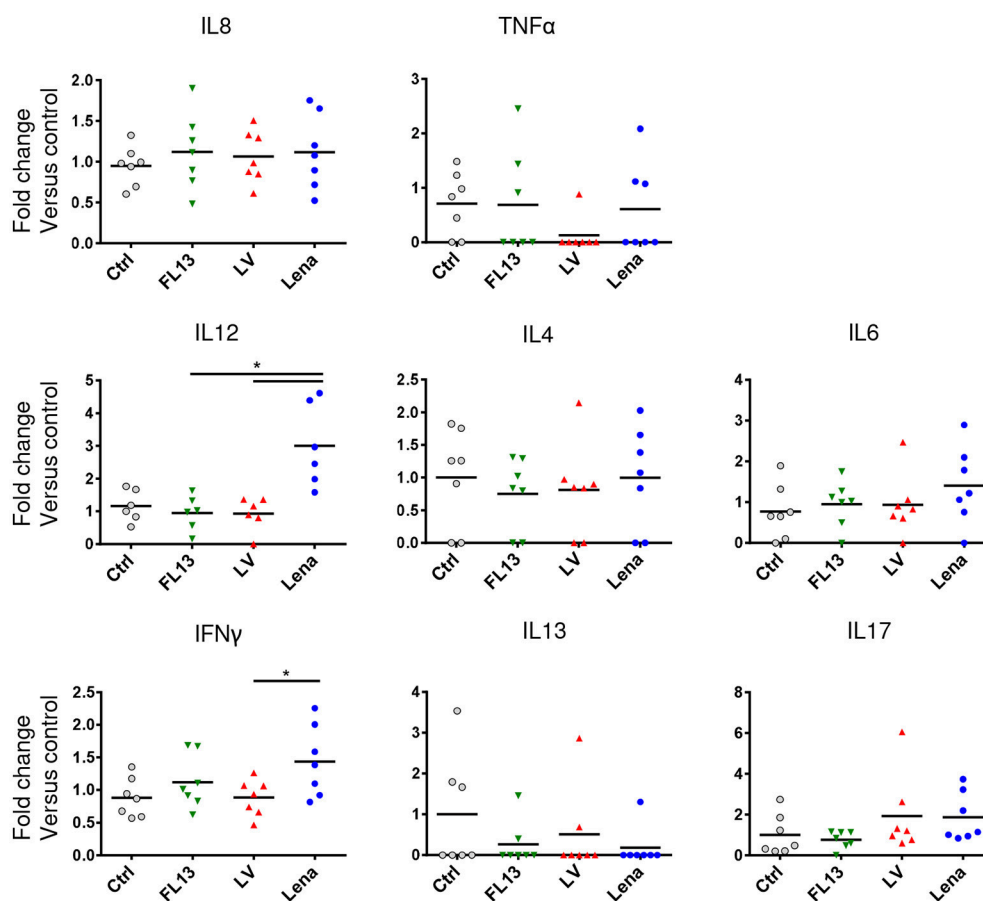 IL8
TNFα
Fold change
Versus control
2.0
1.5
1.0
0.5
0.0
Ctrl
FL13
LV
Lena
3
2
1
0
Ctrl
FL13
LV
Lena
IL12
IL4
IL6
Fold change
Versus control
5
4
3
2
1
0
*
Ctrl
FL13
LV
Lena
2.5
2.0
1.5
1.0
0.5
0.0
Ctrl
FL13
LV
Lena
4
3
2
1
0
Ctrl
FL13
LV
Lena
IFNγ
IL13
IL17
Fold change
Versus control
2.5
2.0
1.5
1.0
0.5
0.0
*
Ctrl
FL13
LV
Lena
4
3
2
1
0
Ctrl
FL13
LV
Lena
8
6
4
2
0
Ctrl
FL13
LV
Lena